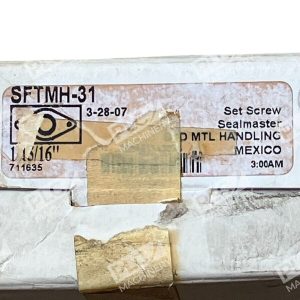 SFTMH-31
3-28-07
Set Screw
Sealmaster
D MTL HANDLING
1 15/16"
MEXICO
711635
3:00AM